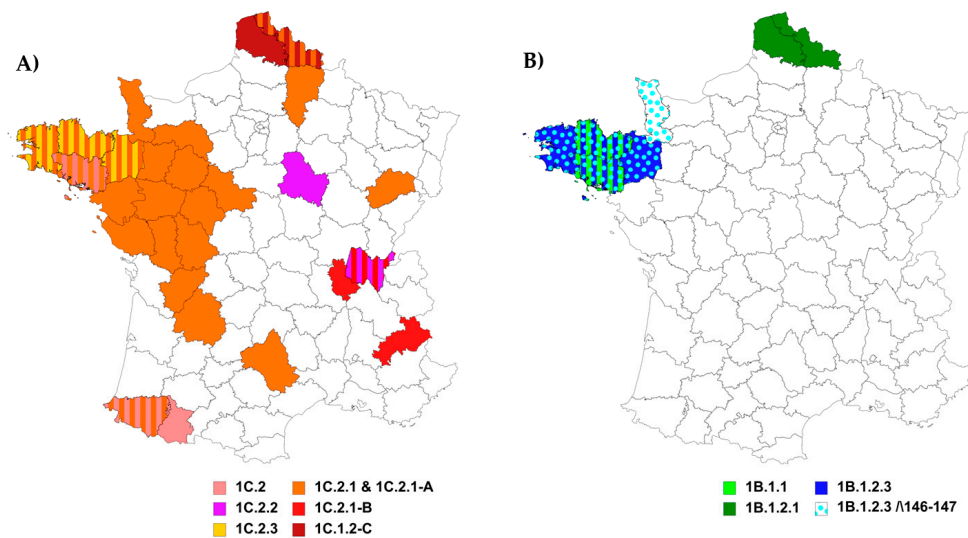 A)
B)
1C.2
1C.2.1 & 1C.2.1-A
1C.2.2
1C.2.1-B
1C.2.3
1C.1.2-C
1B.1.1
1B.1.2.3
1B.1.2.1
1B.1.2.3 /\146-147